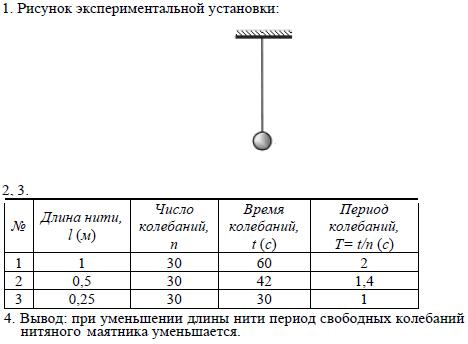 1. Рисунок экспериментальной установки:
2, 3.
№ Длина нити, l (м) Число колебаний, n Время колебаний, t (с) Период колебаний, T= t/n (с)
1 1 30 60 2
2 0,5 30 42 1,4
3 0,25 30 30 1
4. Вывод: при уменьшении длины нити период свободных колебаний
нитяного маятника уменьшается.